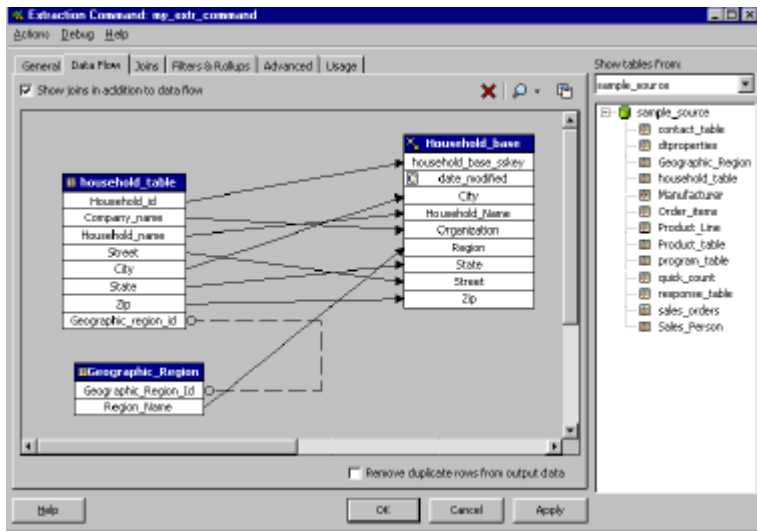 Extraction Command: my_extr_command
Actions Debug Help
General Data Flow Joins Filters & Rollups Advanced Usage
Show joins in addition to data flow
household_table
Household_id
Company_name
Household_name
Street
City
State
Zip
Geographic_region_id
Geographic_Region
Geographic_Region_Id
Region_Name
Household_base
household_base_sskey
date_modified
City
Household_Name
Organization
Region
State
Street
Zip
Remove duplicate rows from output data
Show tables From:
sample_source
sample_source
contact_table
dtproperties
Geographic_Region
household_table
Manufacturer
Order_items
Product_Line
Product_table
program_table
quick_count
response_table
sales_orders
Sales_Person
Help OK Cancel Apply